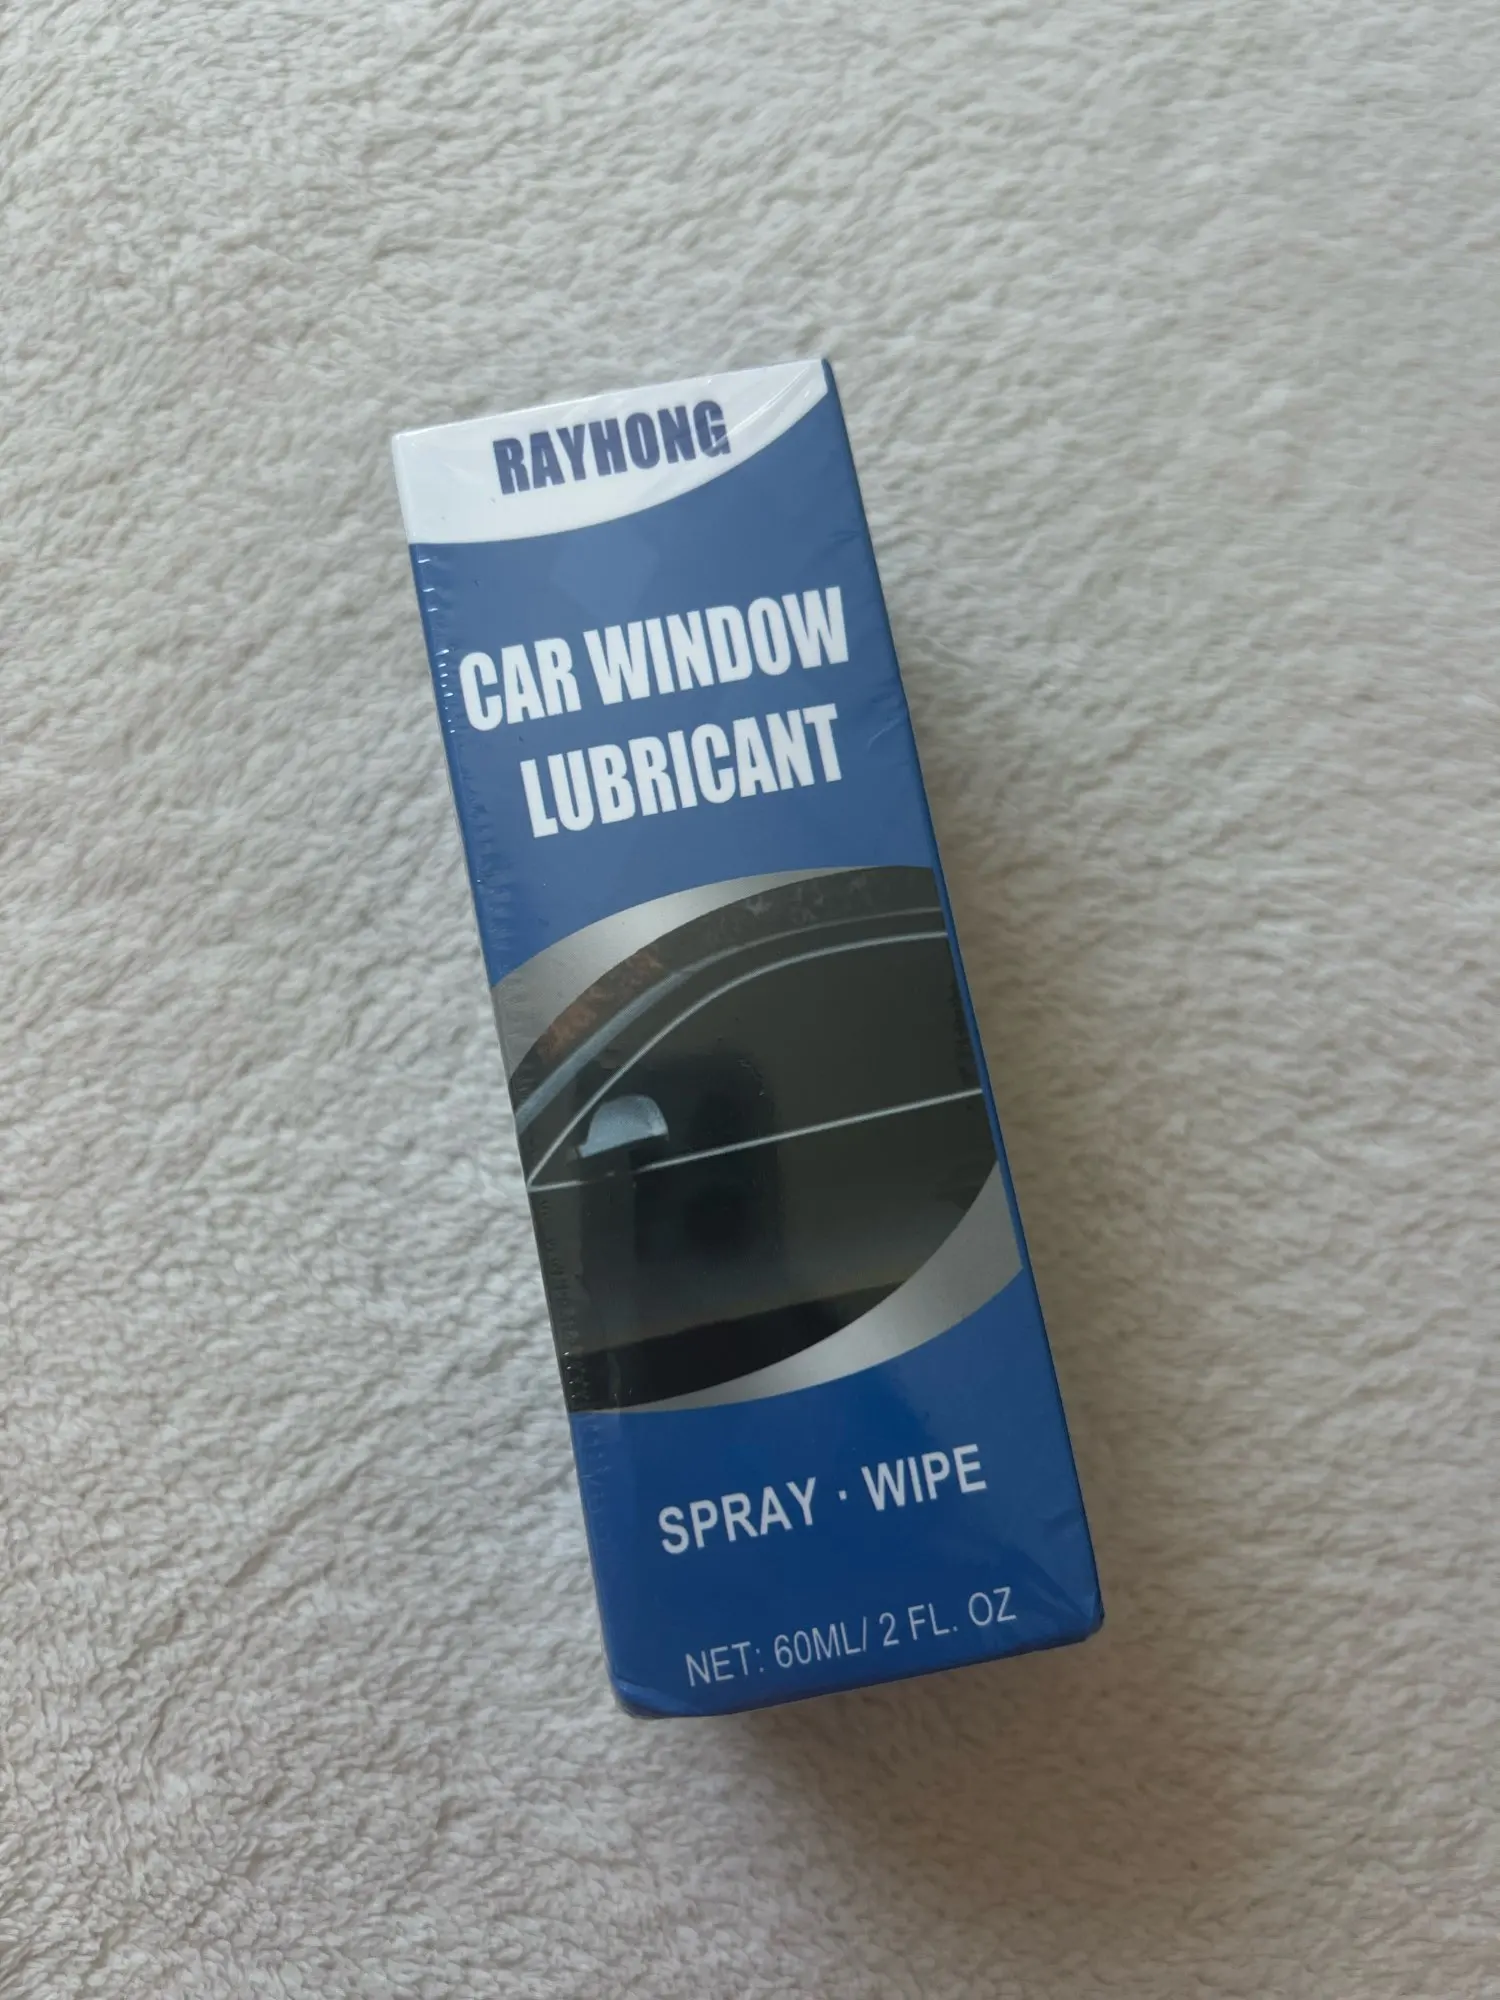 RAYHONG
CAR WINDOW
LUBRICANT
SPRAY · WIPE
NET: 60ML/ 2 FL. OZ